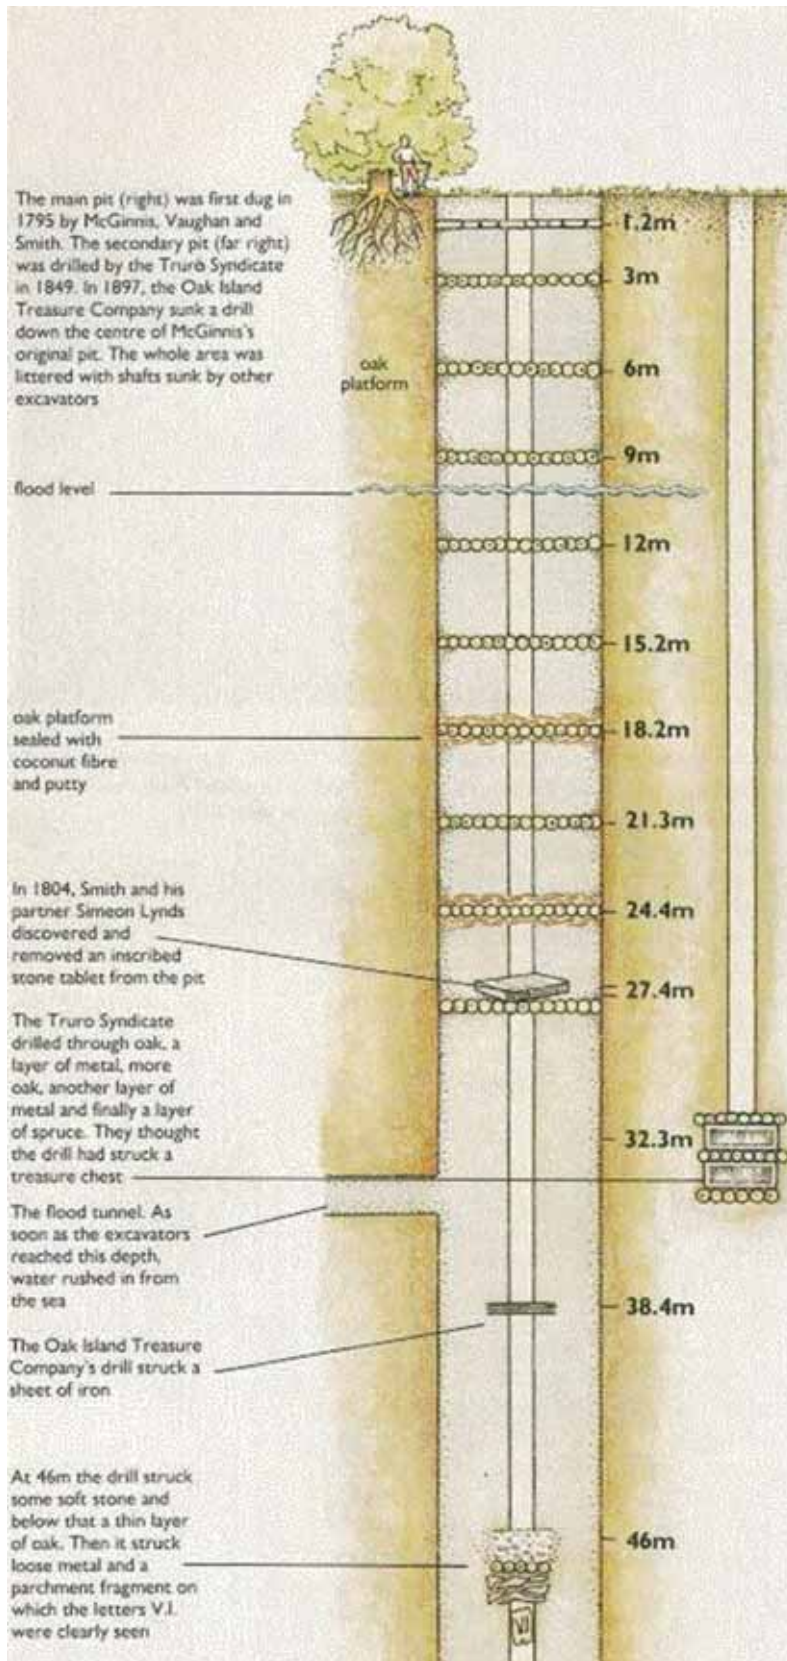 The main pit (right) was first dug in
1795 by McGinnis, Vaughan and
Smith. The secondary pit (far right)
was drilled by the Truro Syndicate
in 1849. In 1897, the Oak Island
Treasure Company sunk a drill
down the centre of McGinnis's
original pit. The whole area was
littered with shafts sunk by other
excavators
oak
platform
1.2m
3m
6m
9m
flood level
12m
15.2m
oak platform
sealed with
coconut fibre
and putty
18.2m
21.3m
24.4m
In 1804, Smith and his
partner Simeon Lynds
discovered and
removed an inscribed
stone tablet from the pit
27.4m
The Truro Syndicate
drilled through oak, a
layer of metal, more
oak, another layer of
metal and finally a layer
of spruce. They thought
the drill had struck a
treasure chest
32.3m
The flood tunnel. As
soon as the excavators
reached this depth,
water rushed in from
the sea
38.4m
The Oak Island Treasure
Company's drill struck a
sheet of iron
At 46m the drill struck
some soft stone and
below that a thin layer
of oak. Then it struck
loose metal and a
parchment fragment on
which the letters V.I.
were clearly seen
46m
VI